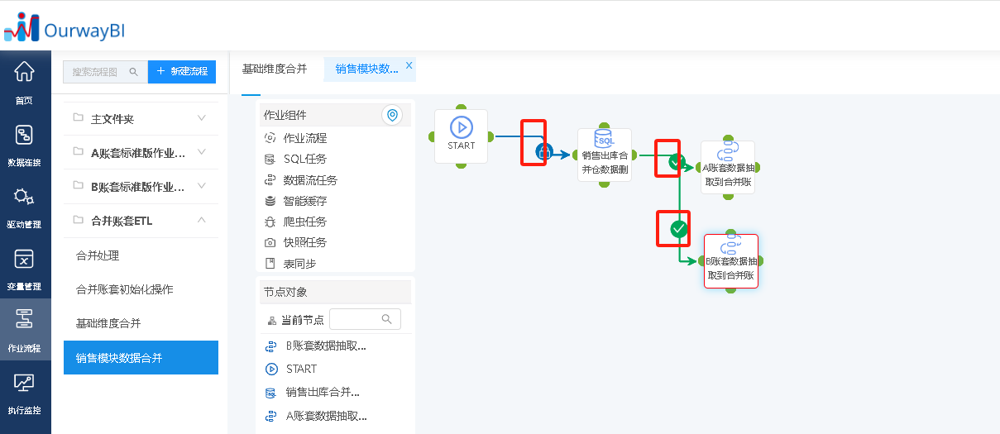 OurwayBI
首页
数据连接
驱动管理
变量管理
作业流程
执行监控
搜索流程图
+ 新建流程
主文件夹
A账套标准版作业...
B账套标准版作业...
合并账套ETL
合并处理
合并账套初始化操作
基础维度合并
销售模块数据合并
基础维度合并
销售模块数... X
作业组件
作业流程
SQL任务
数据流任务
智能缓存
爬虫任务
快照任务
表同步
节点对象
当前节点
B账套数据抽取...
START
销售出库合并...
A账套数据抽取...
START
SQL
销售出库合
并仓数据删
A账套数据抽
取到合并账
B账套数据抽
取到合并账